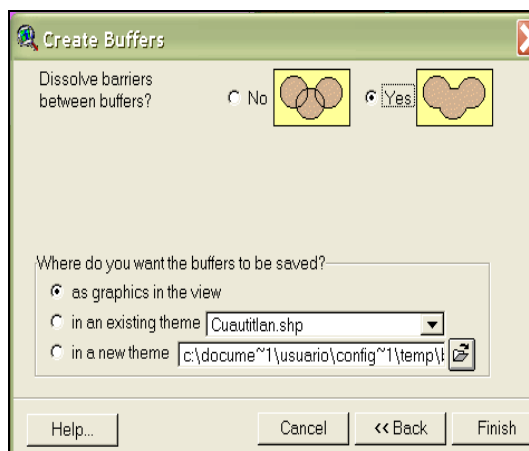 Create Buffers
Dissolve barriers
between buffers?
No
Yes
Where do you want the buffers to be saved?
as graphics in the view
in an existing theme Cuautitlan.shp
in a new theme c:\docume~1\usuario\config~1\temp\
Help... Cancel << Back Finish